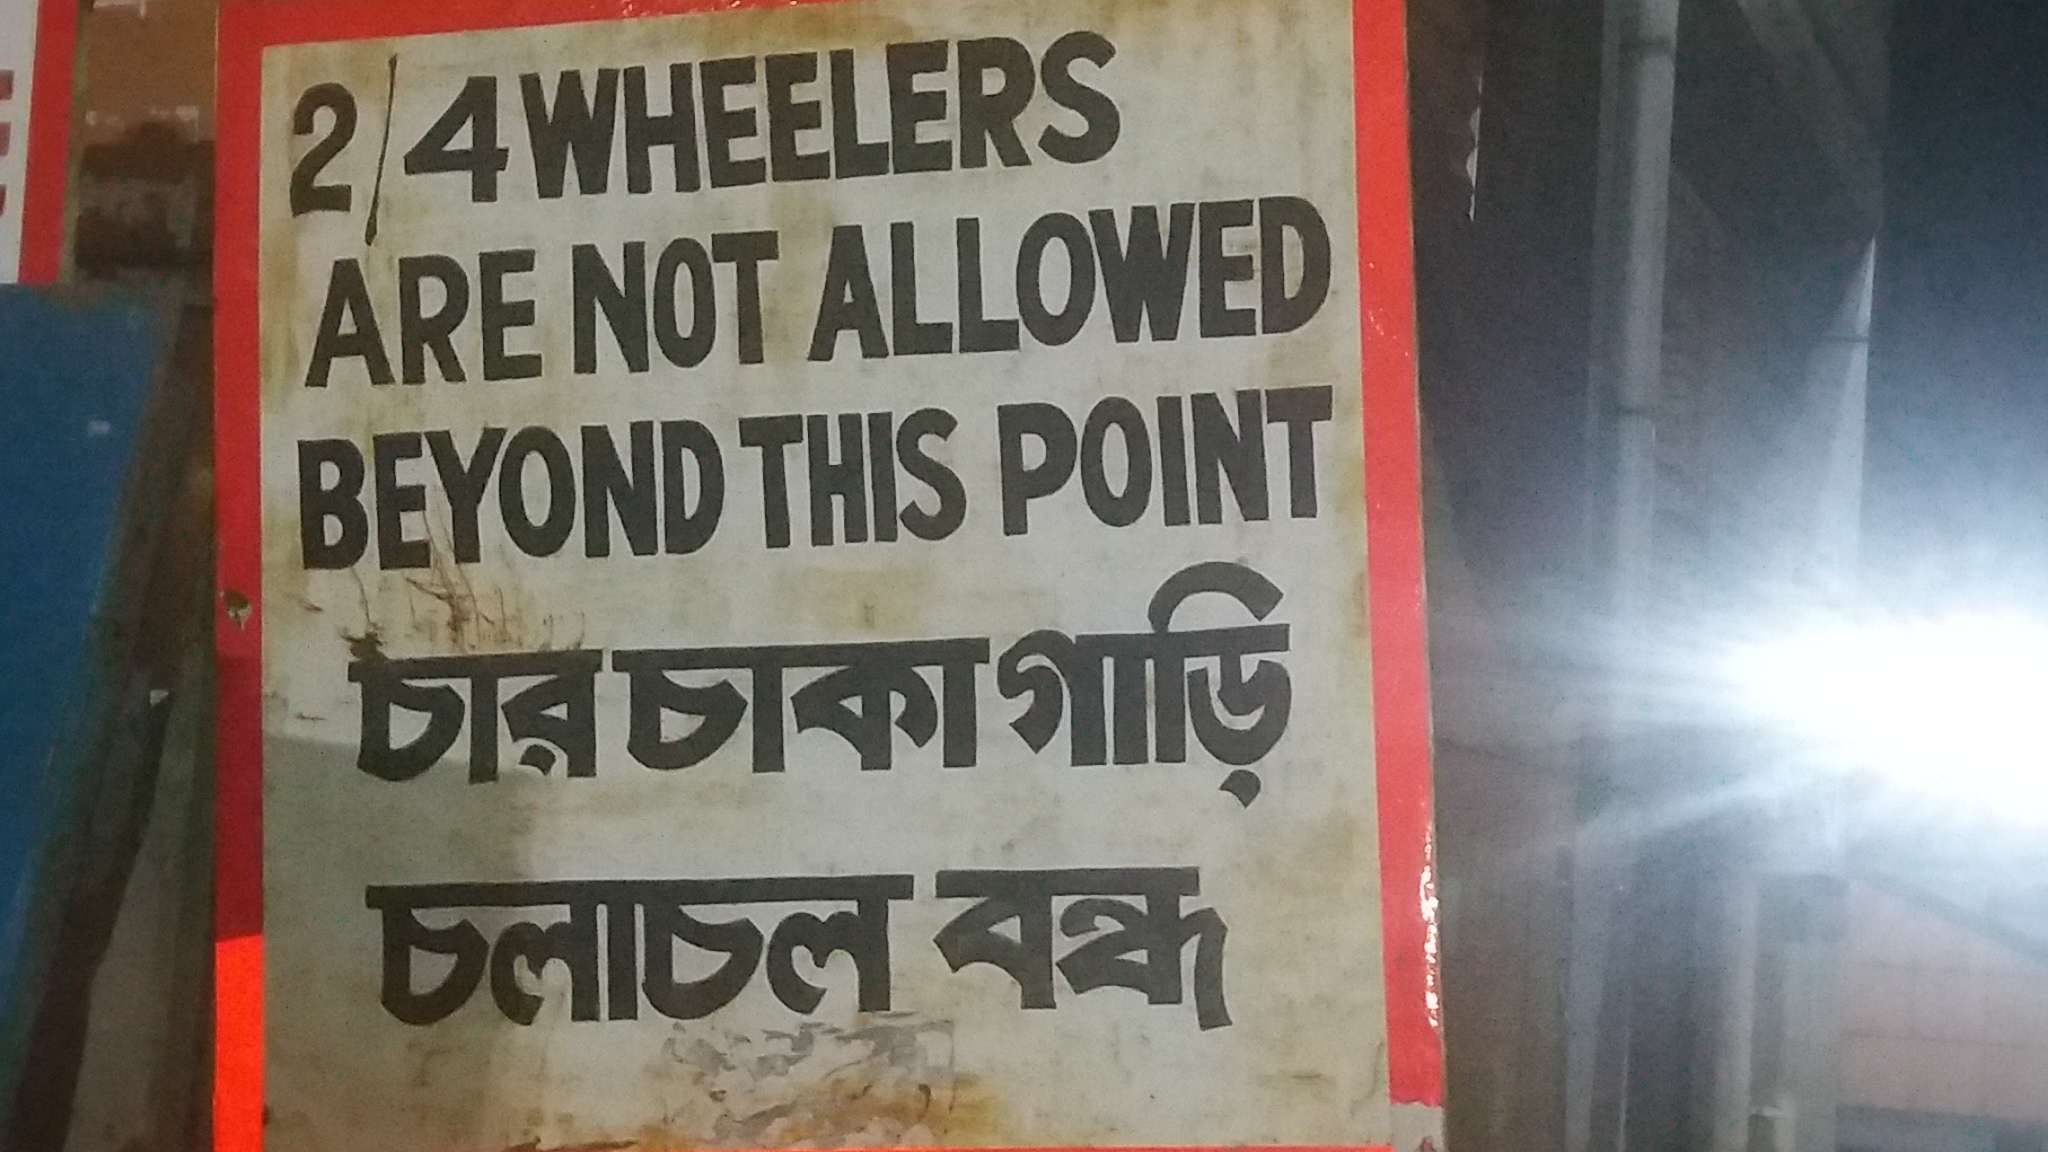 2/4 WHEELERS
ARE NOT ALLOWED
BEYOND THIS POINT
চার চাকা গাড়ি
চলাচল বন্ধ